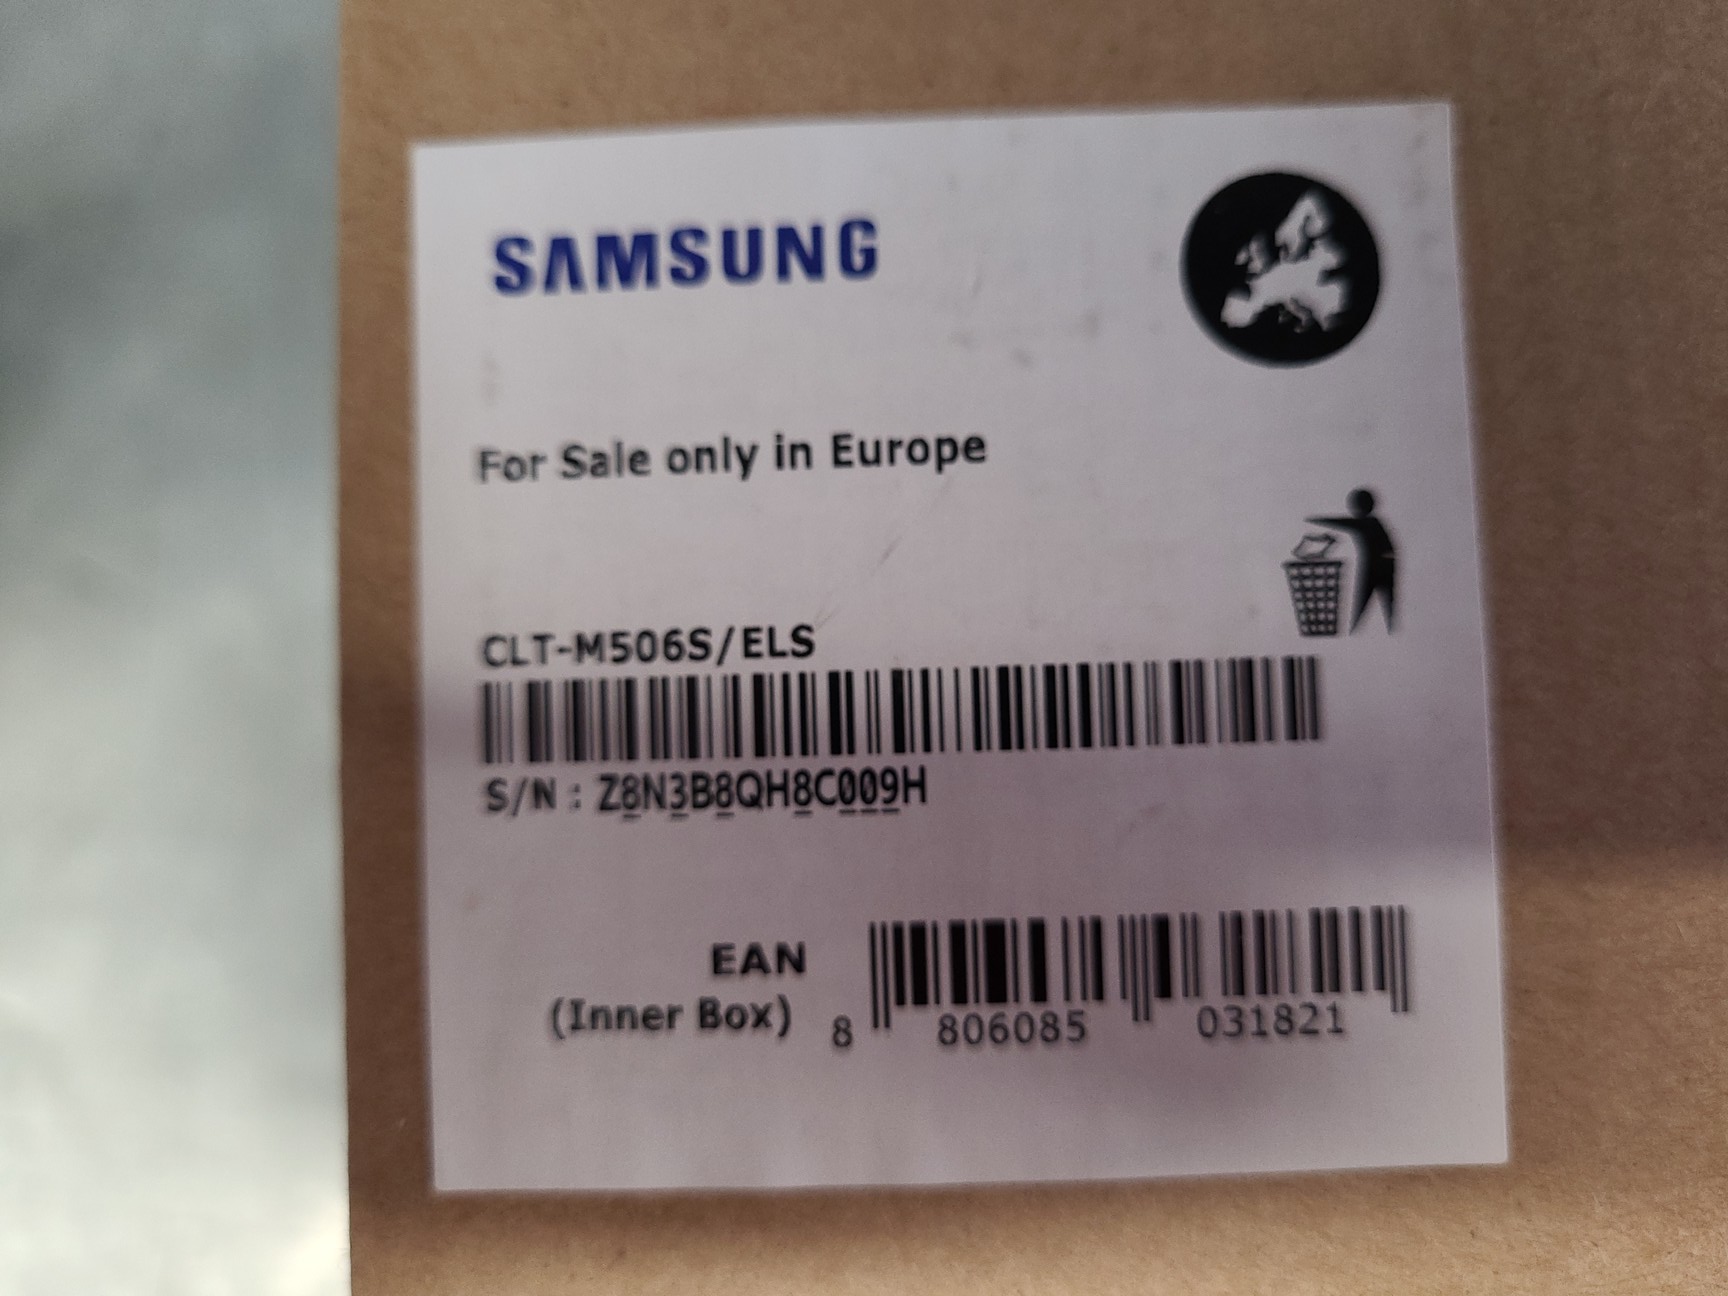 SAMSUNG
For Sale only in Europe
CLT-M506S/ELS
S/N : Z8N3B8QH8C009H
EAN
(Inner Box)
8 806085 031821